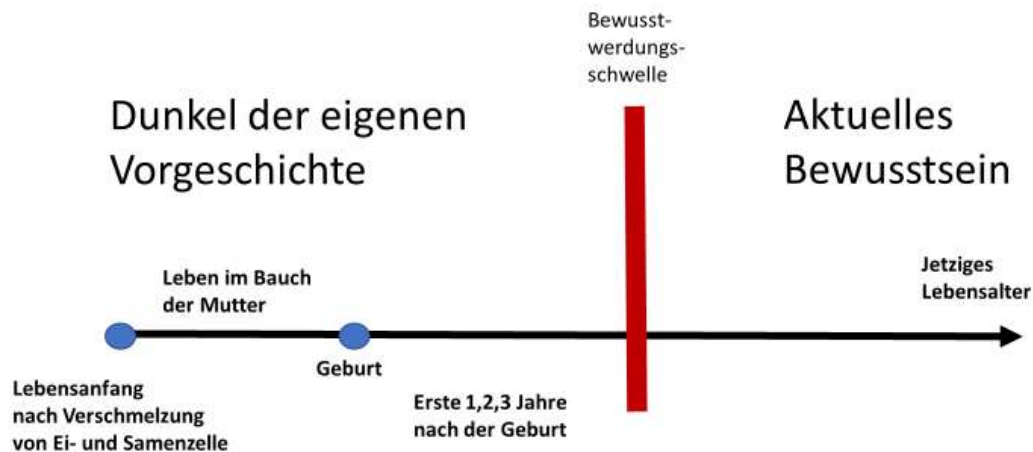 Bewusst-
werdungs-
schwelle
Dunkel der eigenen
Vorgeschichte
Aktuelles
Bewusstsein
Leben im Bauch
der Mutter
Jetziges
Lebensalter
Geburt
Lebensanfang
nach Verschmelzung
von Ei- und Samenzelle
Erste 1,2,3 Jahre
nach der Geburt